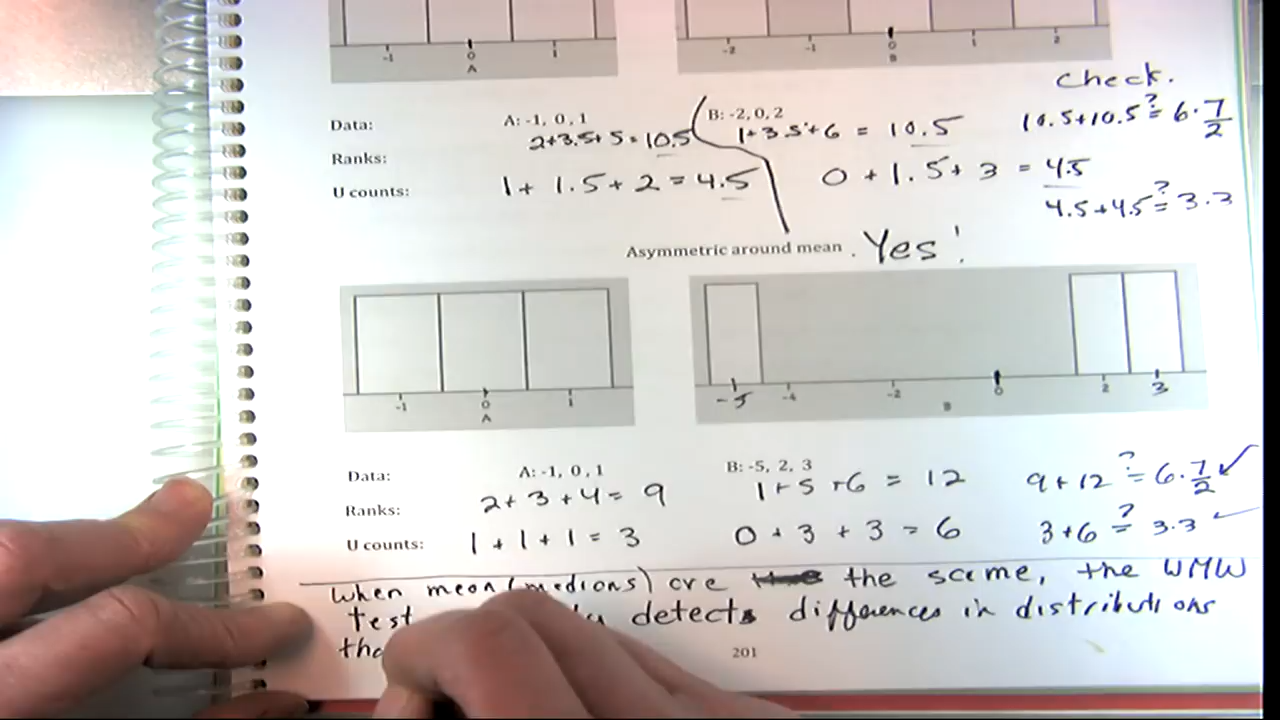 -1 0 1 -2 -1 0 1 2
A B
check.
Data: A: -1, 0, 1 B: -2, 0, 2
2+3.5+5=10.5 1+3.5+6 = 10.5 10.5+10.5 ?= 6·7/2
Ranks:
U counts: 1+ 1.5+2 = 4.5 0+1.5+3 = 4.5
4.5+4.5 ?= 3·3
Asymmetric around mean. Yes!
-1 0 1 -5 -4 -2 0 2 3
A B
Data: A: -1, 0, 1 B: -5, 2, 3
Ranks: 2+3+4= 9 1+5+6 = 12 9+12 ?= 6·7/2 ✓
U counts: 1+1+1=3 0+3+3=6 3+6 ?= 3·3 ✓
When mean (medians) are the same, the WMW
test detects differences in distributions
201